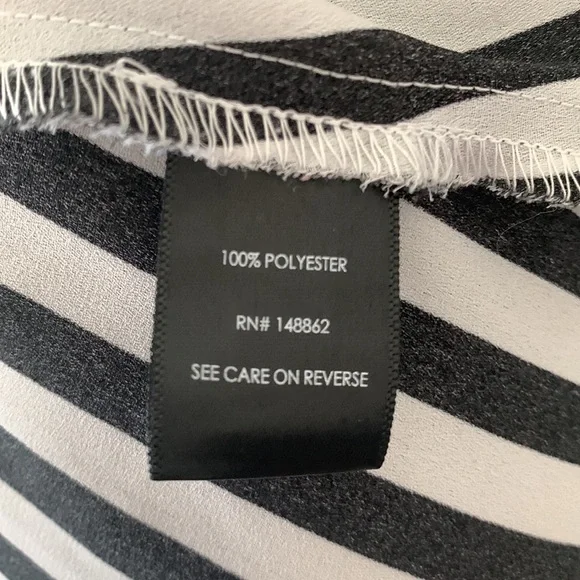 100% POLYESTER
RN# 148862
SEE CARE ON REVERSE